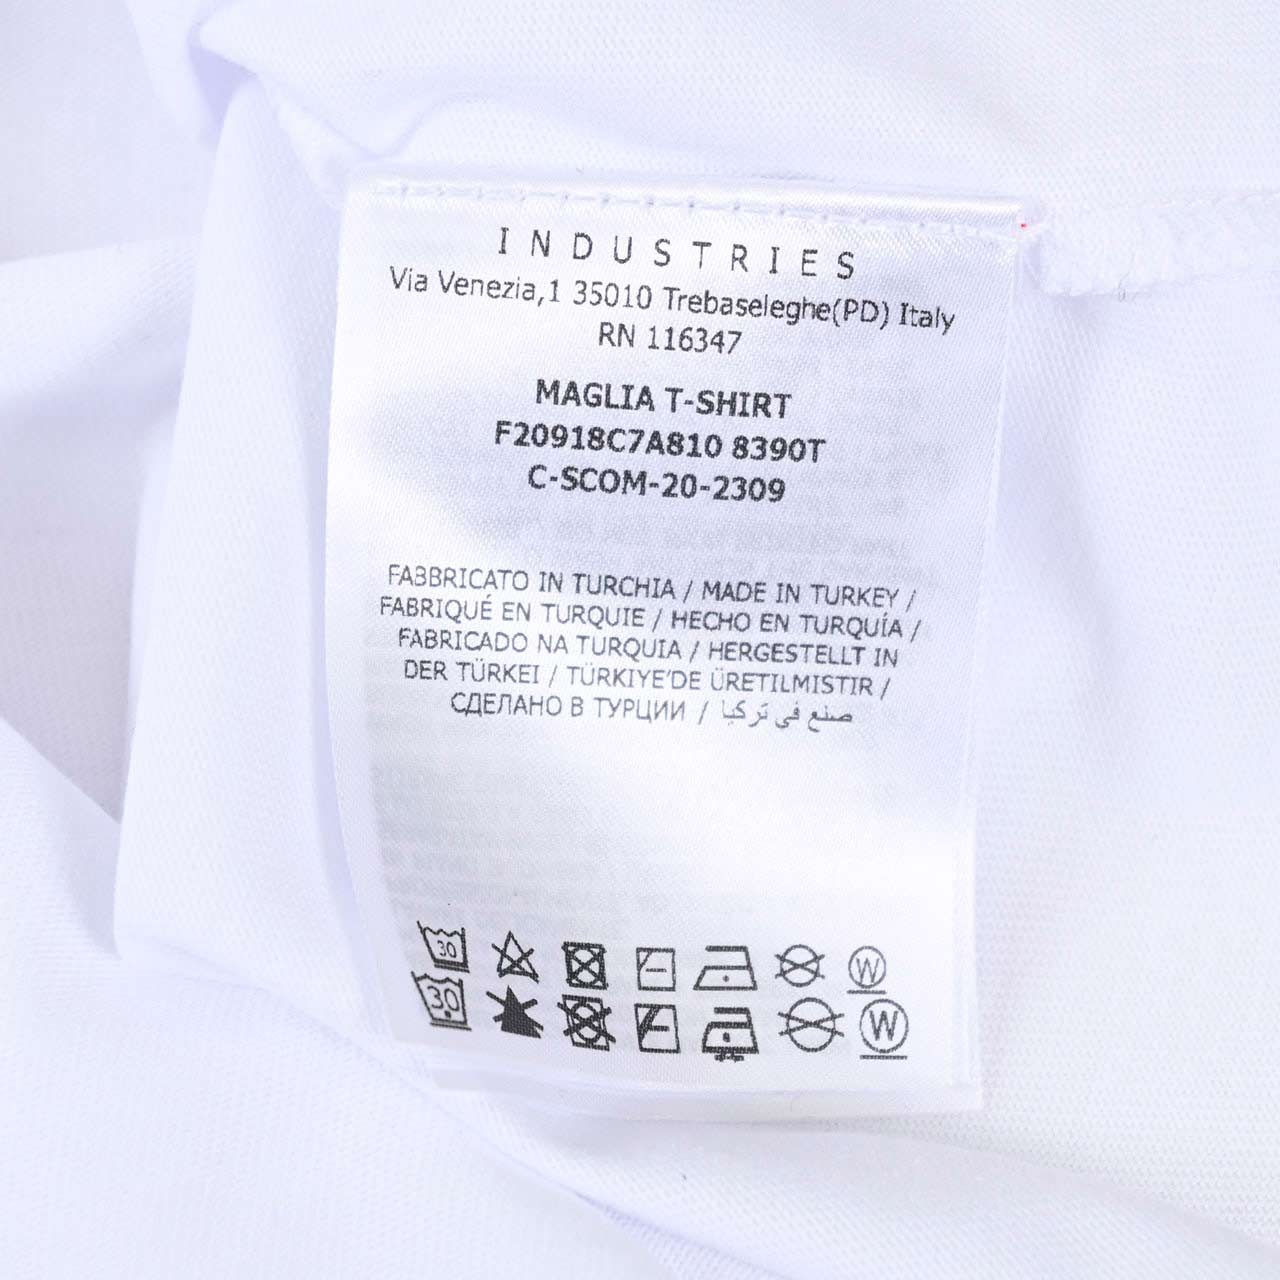 INDUSTRIES
Via Venezia,1 35010 Trebaseleghe(PD) Italy
RN 116347
MAGLIA T-SHIRT
F20918C7A810 8390T
C-SCOM-20-2309
FABBRICATO IN TURCHIA / MADE IN TURKEY /
FABRIQUÉ EN TURQUIE / HECHO EN TURQUÍA /
FABRICADO NA TURQUIA / HERGESTELLT IN
DER TÜRKEI / TÜRKIYE'DE ÜRETILMISTIR /
СДЕЛАНО В ТУРЦИИ / صنع في تركيا
30 W
30 W